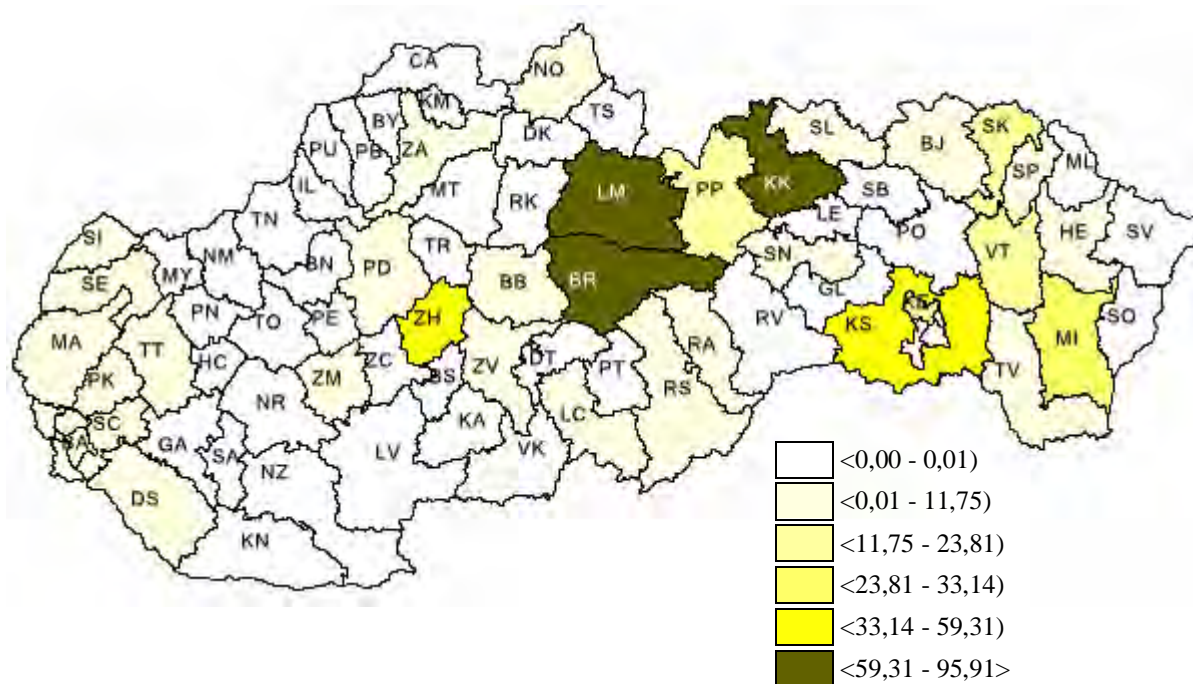 CA
NO
KM
TS
BY
DK
PU
PB
ZA
SL
BJ
SK
SP
ML
IL
MT
RK
LM
PP
KK
SB
LE
PO
HE
SV
TN
TR
SI
NM
BN
PD
SN
VT
MY
SE
BB
BR
GL
PN
TO
PE
ZH
RV
KS
KE
SO
MA
TT
HC
ZM
ZC
BS
ZV
DT
PT
RA
MI
PK
NR
KA
LC
RS
TV
SC
BA
GA
SA
NZ
LV
VK
DS
KN
<0,00 - 0,01)
<0,01 - 11,75)
<11,75 - 23,81)
<23,81 - 33,14)
<33,14 - 59,31)
<59,31 - 95,91>